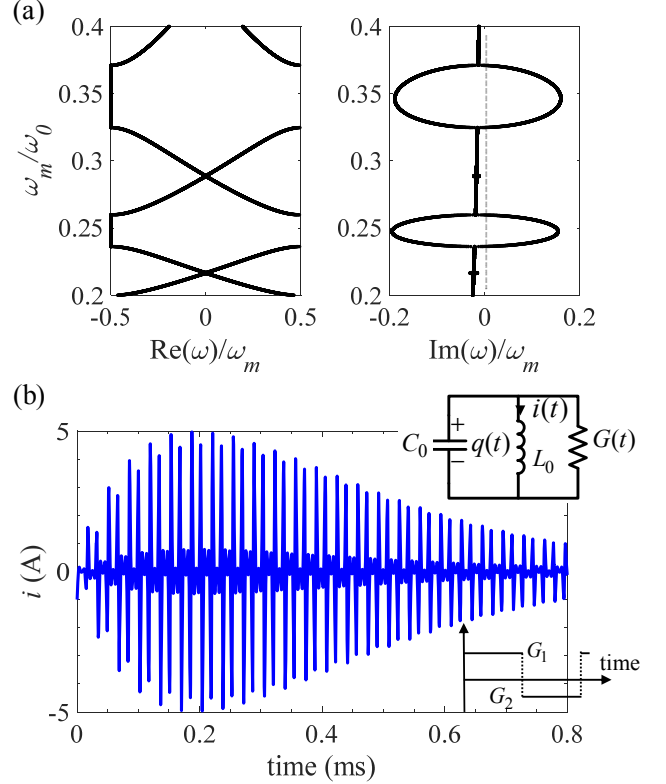 (a)
0.4
0.35
0.3
0.25
0.2
ω_m/ω_0
-0.5 0 0.5
Re(ω)/ω_m
-0.2 0 0.2
Im(ω)/ω_m
(b)
5
0
-5
i (A)
0 0.2 0.4 0.6 0.8
time (ms)
i(t)
C_0 + q(t) − L_0 G(t)
G_1
time
G_2